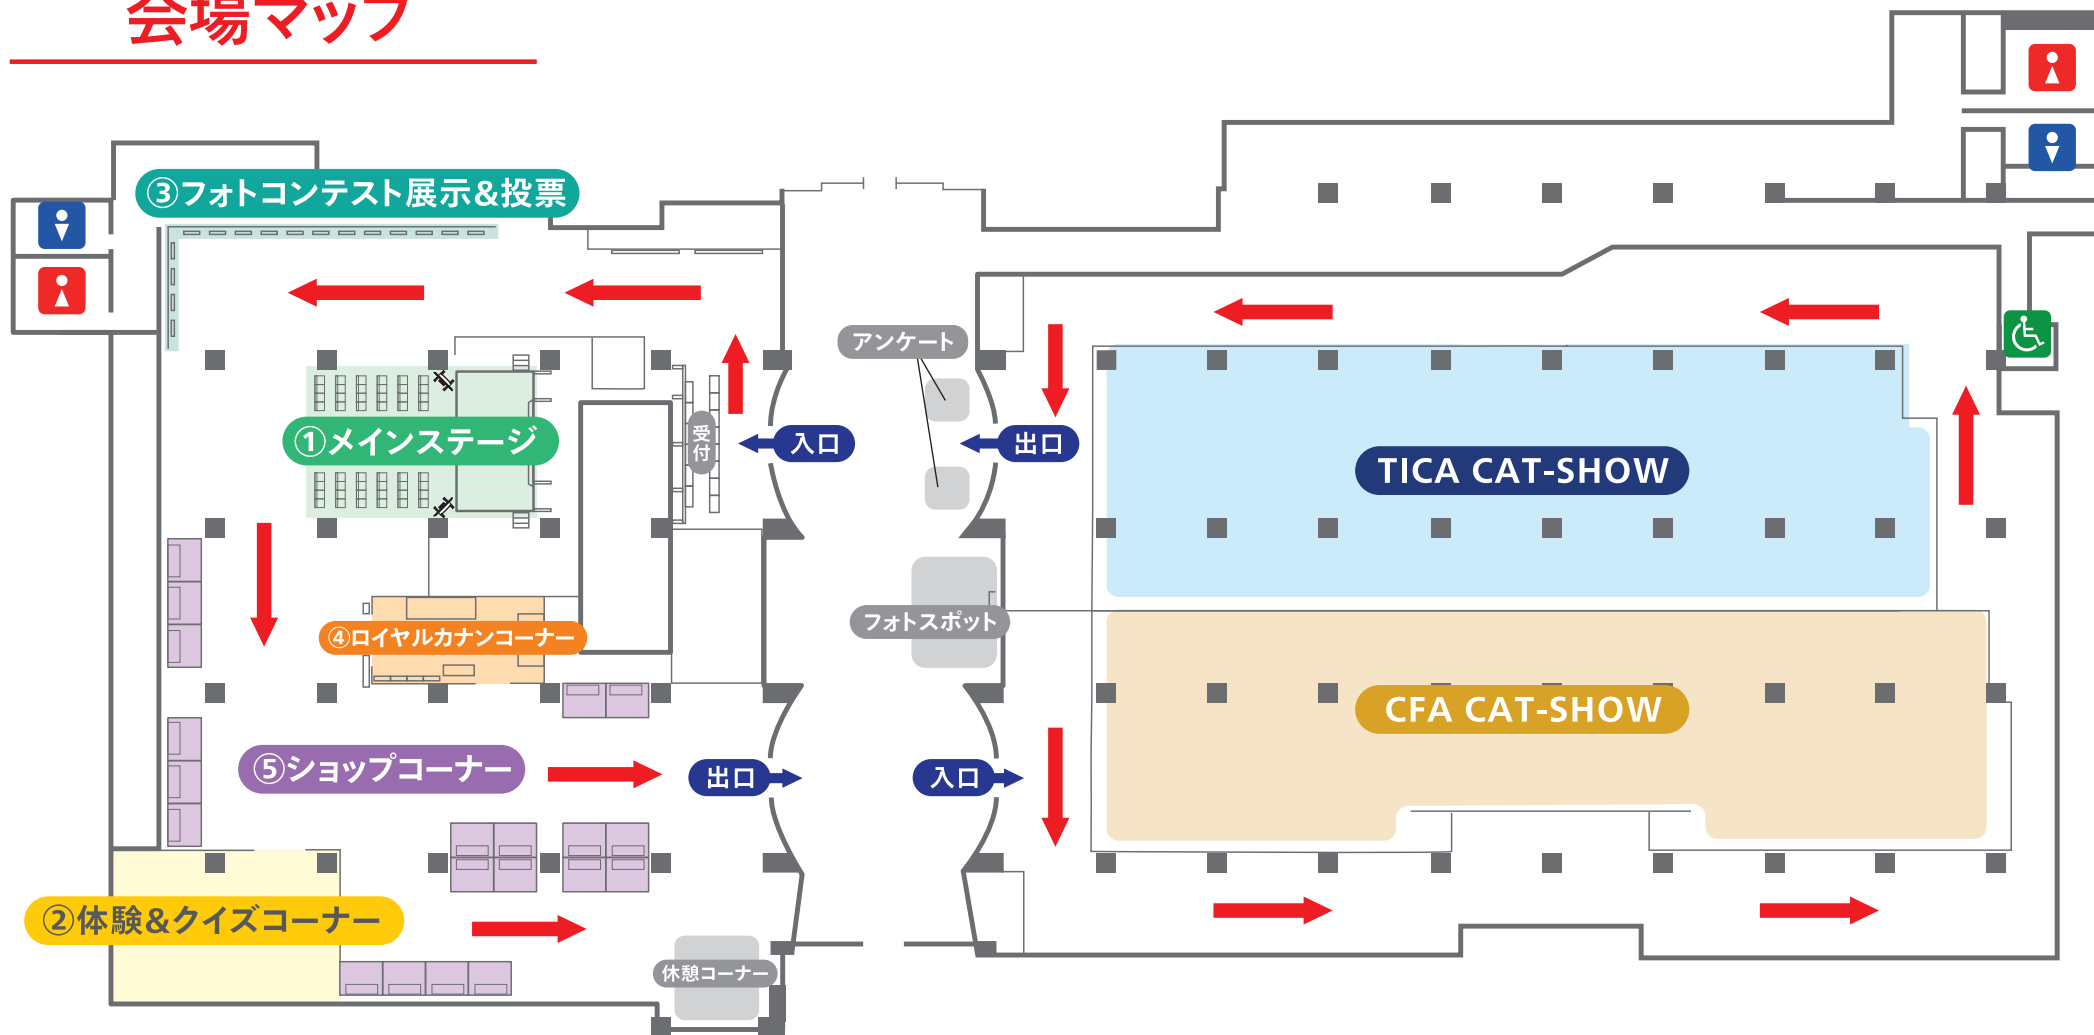 会場マップ
③フォトコンテスト展示&投票
アンケート
①メインステージ
受付
入口
出口
TICA CAT-SHOW
④ロイヤルカナンコーナー
フォトスポット
CFA CAT-SHOW
⑤ショップコーナー
出口
入口
②体験&クイズコーナー
休憩コーナー